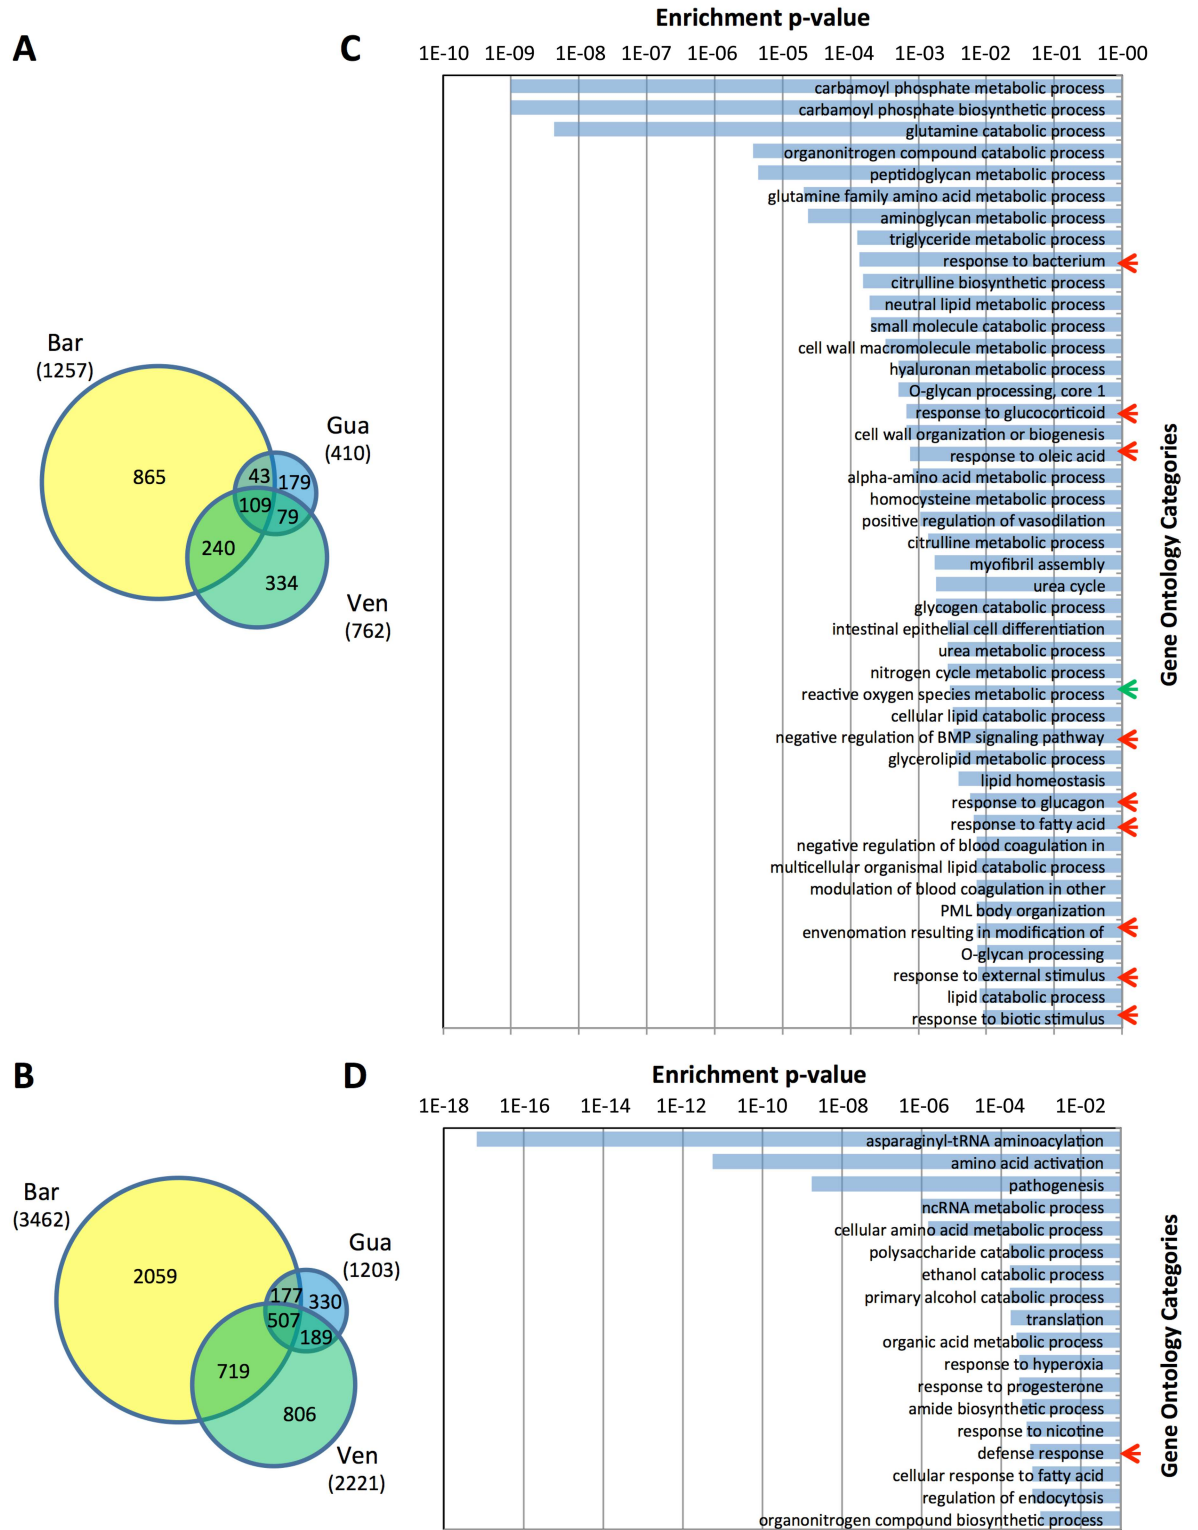 A
C
Enrichment p-value
1E-10 1E-09 1E-08 1E-07 1E-06 1E-05 1E-04 1E-03 1E-02 1E-01 1E-00
carbamoyl phosphate metabolic process
carbamoyl phosphate biosynthetic process
glutamine catabolic process
organonitrogen compound catabolic process
peptidoglycan metabolic process
glutamine family amino acid metabolic process
aminoglycan metabolic process
triglyceride metabolic process
response to bacterium
citrulline biosynthetic process
neutral lipid metabolic process
small molecule catabolic process
cell wall macromolecule metabolic process
hyaluronan metabolic process
O-glycan processing, core 1
response to glucocorticoid
cell wall organization or biogenesis
response to oleic acid
alpha-amino acid metabolic process
homocysteine metabolic process
positive regulation of vasodilation
citrulline metabolic process
myofibril assembly
urea cycle
glycogen catabolic process
intestinal epithelial cell differentiation
urea metabolic process
nitrogen cycle metabolic process
reactive oxygen species metabolic process
cellular lipid catabolic process
negative regulation of BMP signaling pathway
glycerolipid metabolic process
lipid homeostasis
response to glucagon
response to fatty acid
negative regulation of blood coagulation in
multicellular organismal lipid catabolic process
modulation of blood coagulation in other
PML body organization
envenomation resulting in modification of
O-glycan processing
response to external stimulus
lipid catabolic process
response to biotic stimulus
Gene Ontology Categories
Bar
(1257)
Gua
(410)
865
43
179
109
79
240
334
Ven
(762)
B
D
Enrichment p-value
1E-18 1E-16 1E-14 1E-12 1E-10 1E-08 1E-06 1E-04 1E-02
asparaginyl-tRNA aminoacylation
amino acid activation
pathogenesis
ncRNA metabolic process
cellular amino acid metabolic process
polysaccharide catabolic process
ethanol catabolic process
primary alcohol catabolic process
translation
organic acid metabolic process
response to hyperoxia
response to progesterone
amide biosynthetic process
response to nicotine
defense response
cellular response to fatty acid
regulation of endocytosis
organonitrogen compound biosynthetic process
Gene Ontology Categories
Bar
(3462)
Gua
(1203)
2059
177
330
507
189
719
806
Ven
(2221)